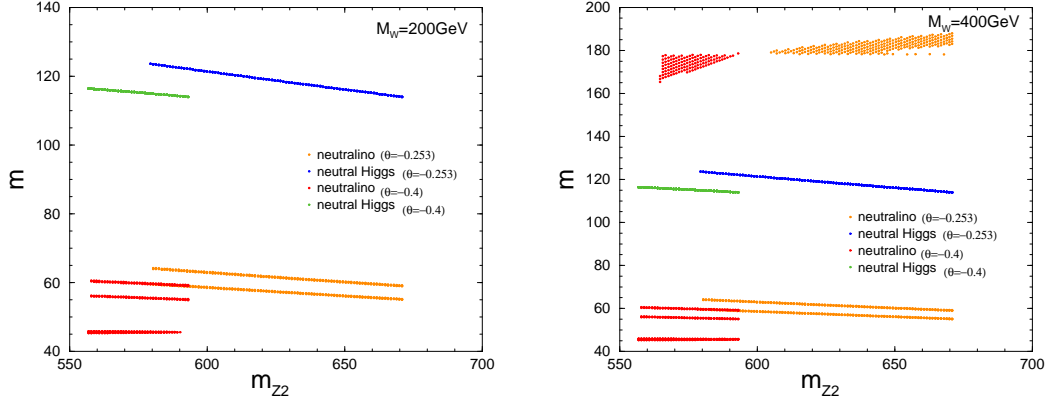 M_W=200GeV
140
120
100
80
60
40
m
neutralino (θ=−0.253)
neutral Higgs (θ=−0.253)
neutralino (θ=−0.4)
neutral Higgs (θ=−0.4)
550 600 650 700
m_Z2
M_W=400GeV
200
180
160
140
120
100
80
60
40
m
neutralino (θ=−0.253)
neutral Higgs (θ=−0.253)
neutralino (θ=−0.4)
neutral Higgs (θ=−0.4)
550 600 650 700
m_Z2